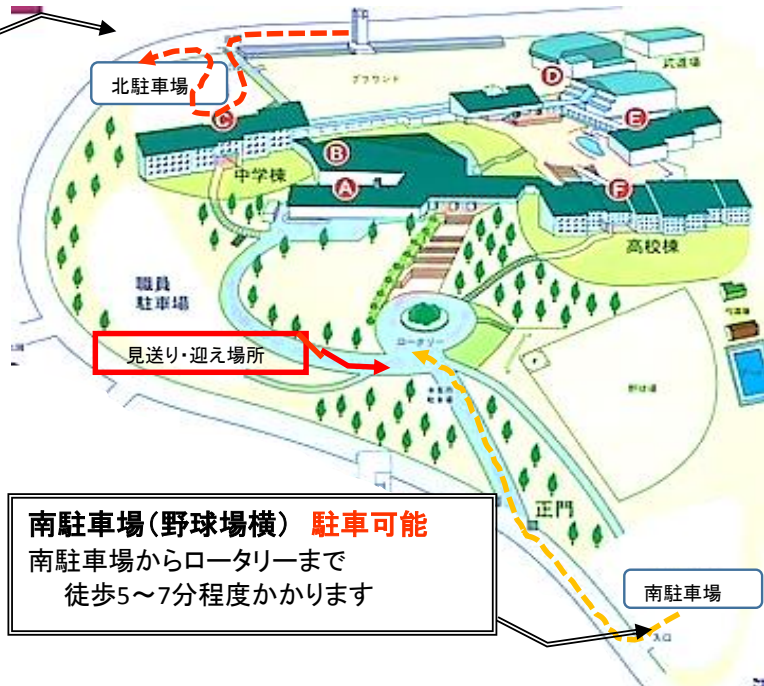 北駐車場
グラウンド
武道場
D
E
C
B
中学棟
A
F
高校棟
職員
駐車場
見送り・迎え場所
ロータリー
野球場
正門
南駐車場(野球場横) 駐車可能
南駐車場からロータリーまで
徒歩5～7分程度かかります
南駐車場
入口